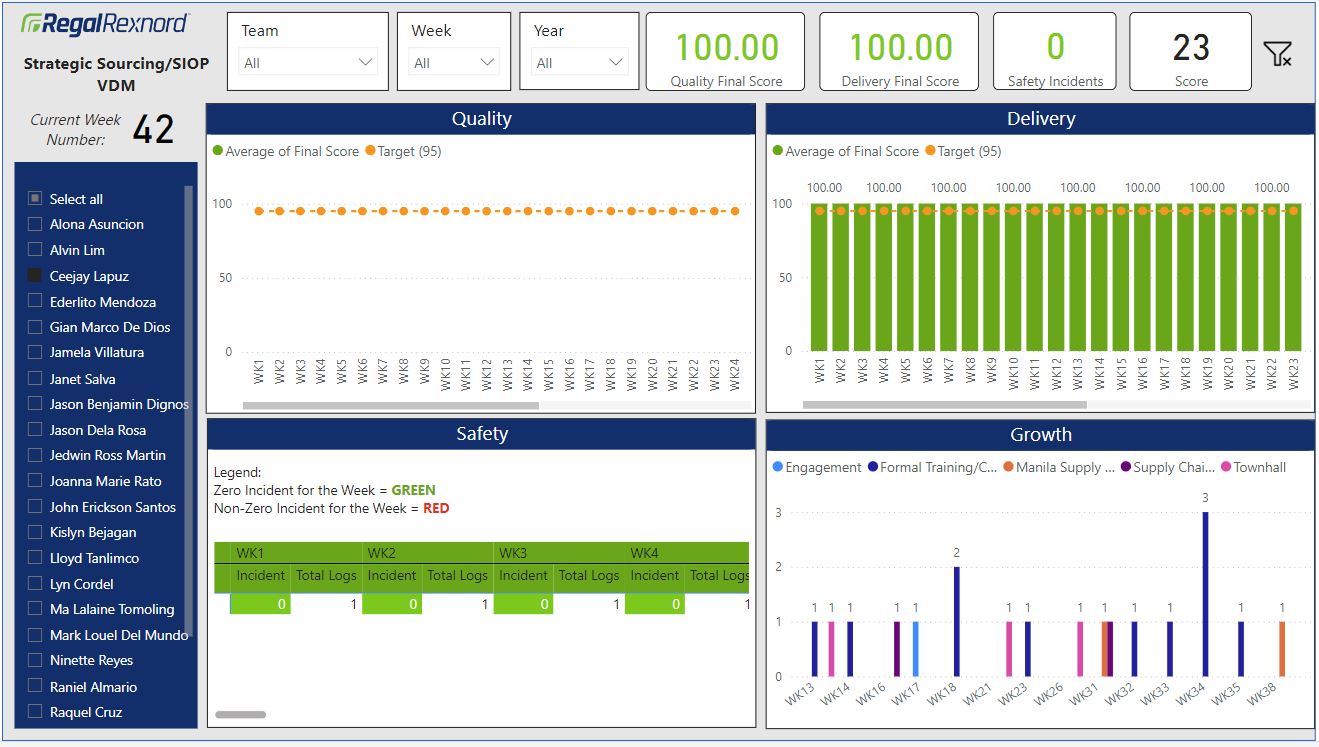 RegalRexnord
Strategic Sourcing/SIOP
VDM
Current Week
Number:
42
Team
All
Week
All
Year
All
100.00
Quality Final Score
100.00
Delivery Final Score
0
Safety Incidents
23
Score
Select all
Alona Asuncion
Alvin Lim
Ceejay Lapuz
Ederlito Mendoza
Gian Marco De Dios
Jamela Villatura
Janet Salva
Jason Benjamin Dignos
Jason Dela Rosa
Jedwin Ross Martin
Joanna Marie Rato
John Erickson Santos
Kislyn Bejagan
Lloyd Tanlimco
Lyn Cordel
Ma Lalaine Tomoling
Mark Louel Del Mundo
Ninette Reyes
Raniel Almario
Raquel Cruz
Quality
Average of Final Score Target (95)
100
50
0
WK1 WK2 WK3 WK4 WK5 WK6 WK7 WK8 WK9 WK10 WK11 WK12 WK13 WK14 WK15 WK16 WK17 WK18 WK19 WK20 WK21 WK22 WK23 WK24
Delivery
Average of Final Score Target (95)
100.00 100.00 100.00 100.00 100.00 100.00 100.00 100.00
100
50
0
WK1 WK2 WK3 WK4 WK5 WK6 WK7 WK8 WK9 WK10 WK11 WK12 WK13 WK14 WK15 WK16 WK17 WK18 WK19 WK20 WK21 WK22 WK23
Safety
Legend:
Zero Incident for the Week = GREEN
Non-Zero Incident for the Week = RED
WK1 WK2 WK3 WK4
Incident Total Logs Incident Total Logs Incident Total Logs Incident Total Logs
0 1 0 1 0 1 0 1
Growth
Engagement Formal Training/C... Manila Supply ... Supply Chai... Townhall
3
2
1
0
1 1 1 1 1 2 1 1 1 1 1 1 3 1 1
WK13 WK14 WK16 WK17 WK18 WK21 WK23 WK26 WK31 WK32 WK33 WK34 WK35 WK38